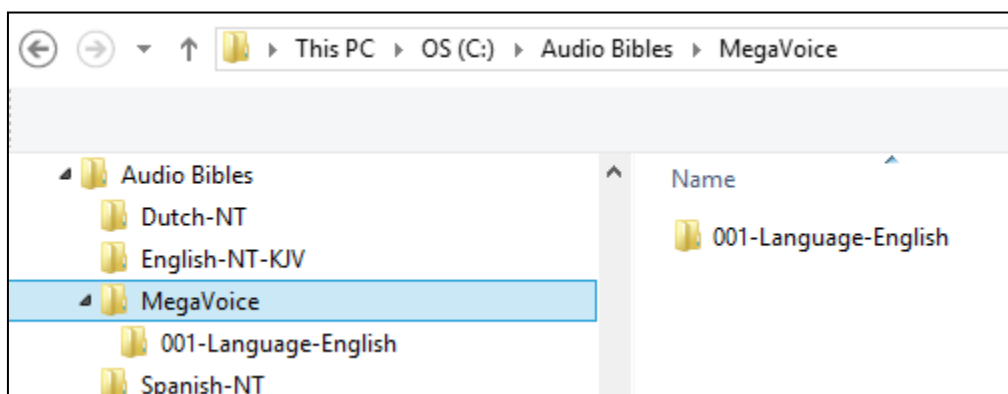 This PC OS (C:) Audio Bibles MegaVoice
Audio Bibles
Dutch-NT
English-NT-KJV
MegaVoice
001-Language-English
Spanish-NT
Name
001-Language-English